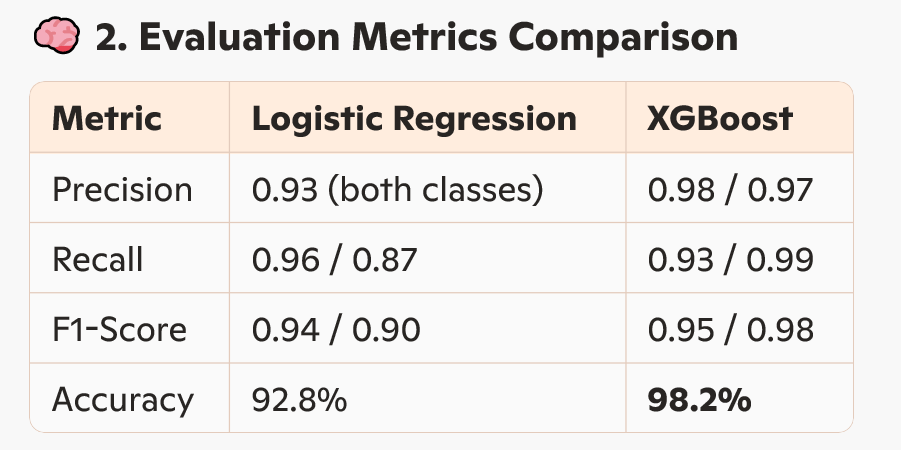 🧠 2. Evaluation Metrics Comparison
Metric Logistic Regression XGBoost
Precision 0.93 (both classes) 0.98 / 0.97
Recall 0.96 / 0.87 0.93 / 0.99
F1-Score 0.94 / 0.90 0.95 / 0.98
Accuracy 92.8% 98.2%